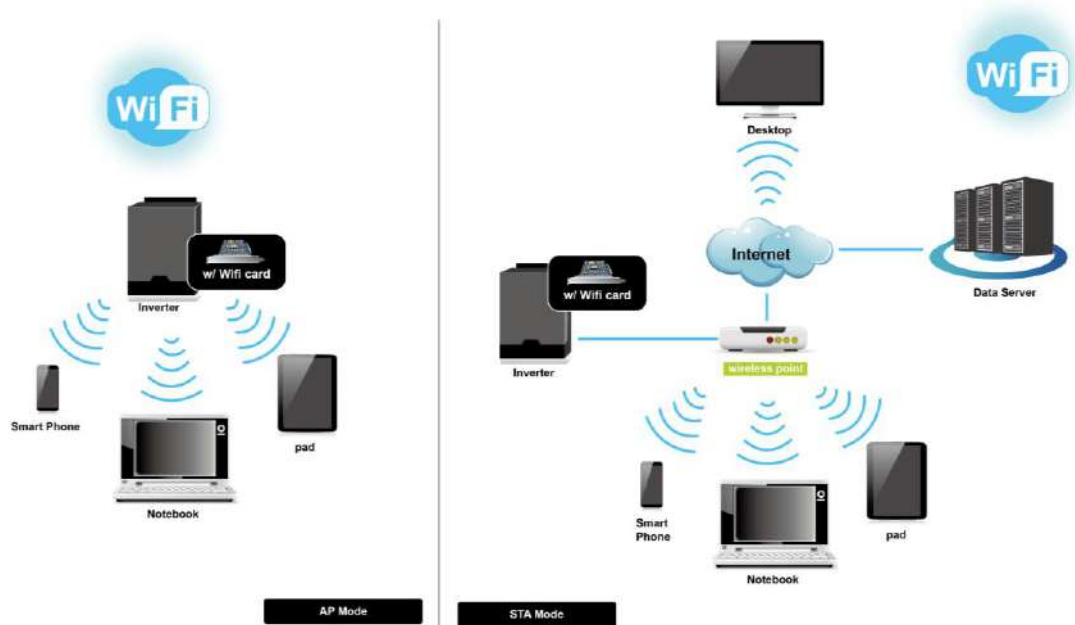 WiFi
w/ Wifi card
Inverter
Smart Phone
pad
Notebook
AP Mode
WiFi
Desktop
Internet
Data Server
w/ Wifi card
Inverter
wireless point
Smart
Phone
pad
Notebook
STA Mode